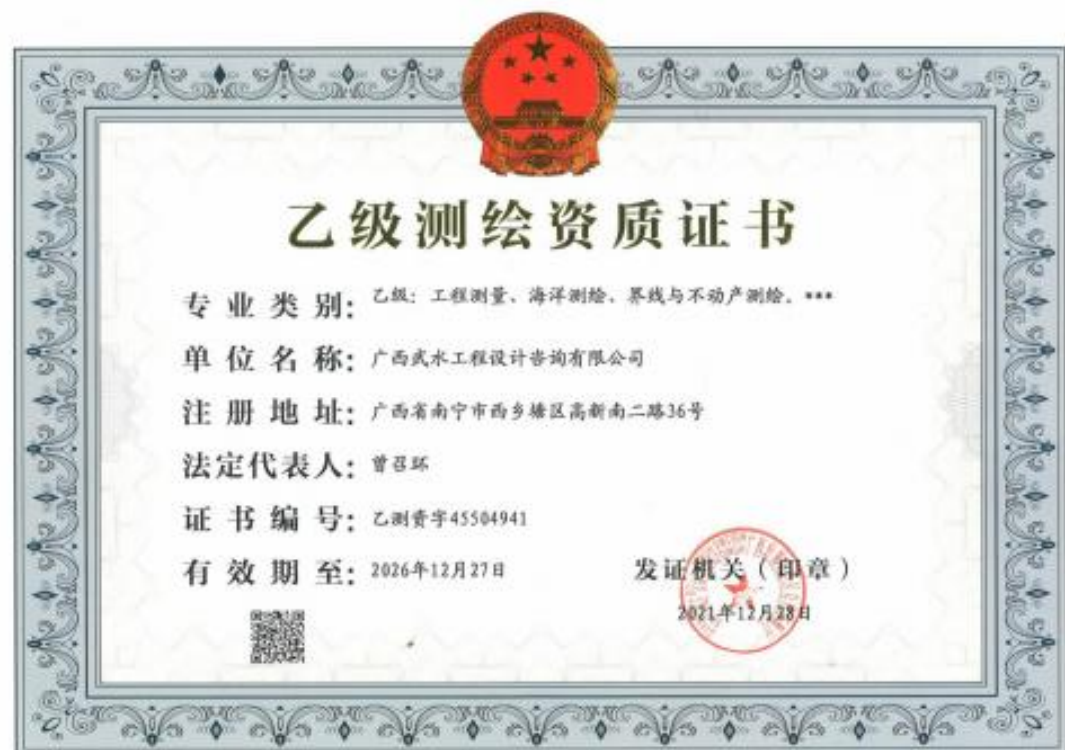 乙级测绘资质证书
专业类别：乙级：工程测量、海洋测绘、界线与不动产测绘。***
单位名称：广西武水工程设计咨询有限公司
注册地址：广西省南宁市西乡塘区高新南二路36号
法定代表人：曾召环
证书编号：乙测资字45504941
有效期至：2026年12月27日
发证机关（印章）
2021年12月28日